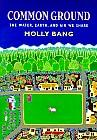 COMMON GROUND
THE WATER, EARTH, AND AIR WE SHARE
MOLLY BANG